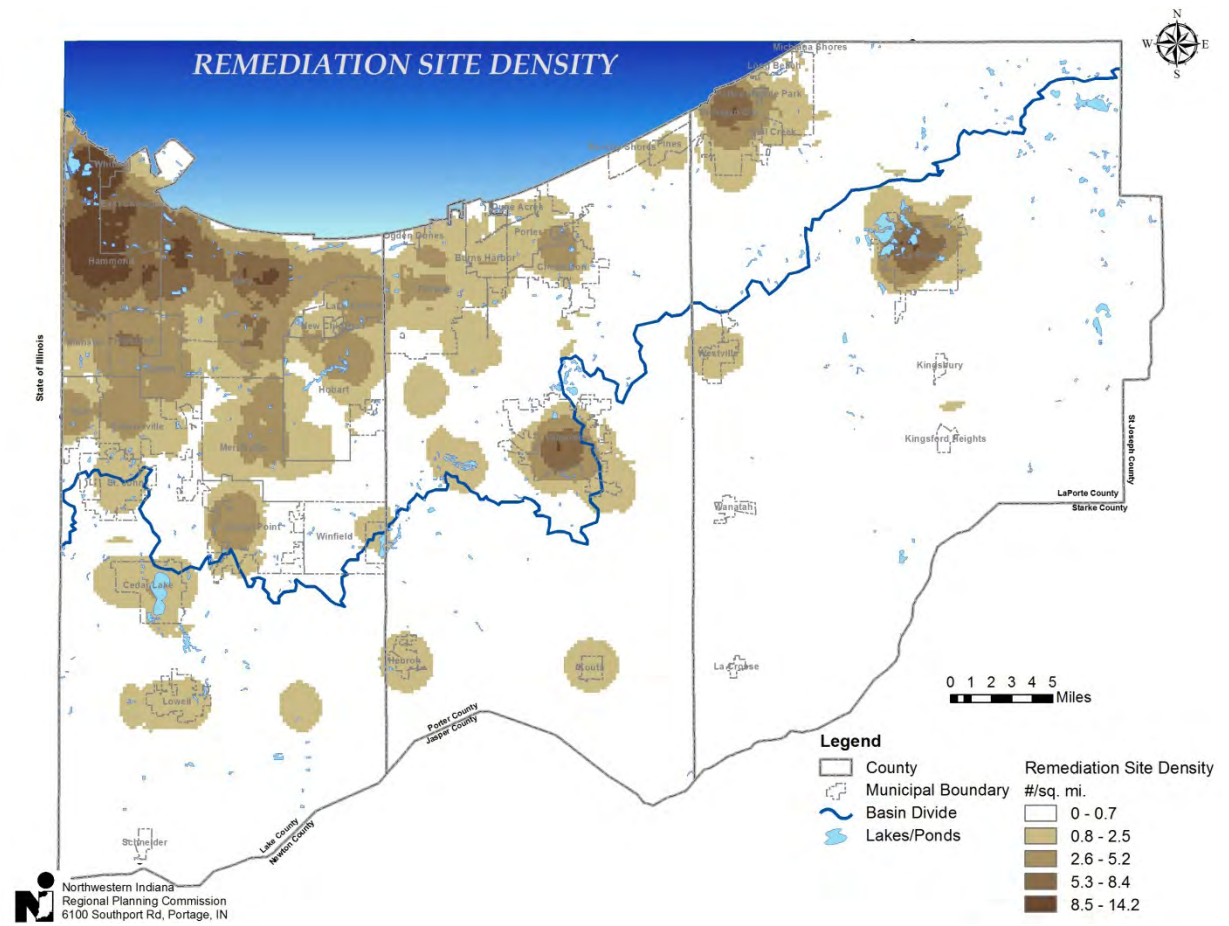 REMEDIATION SITE DENSITY
N
W
E
S
Michiana Shores
Long Beach
Trail Creek
Pines
Whiting
East Chicago
Hammond
Dune Acres
Ogden Dunes
Porter
Burns Harbor
Chesterton
Portage
Gary
Lake Station
New Chicago
Munster
Highland
Griffith
Hobart
Dyer
Schererville
Merrillville
St. John
Crown Point
Winfield
Valparaiso
Westville
Kingsbury
Kingsford Heights
Wanatah
Cedar Lake
Hebron
Kouts
La Crosse
Lowell
Schneider
State of Illinois
St Joseph County
LaPorte County
Starke County
Porter County
Jasper County
Lake County
Newton County
0 1 2 3 4 5
Miles
Legend
County
Municipal Boundary
Basin Divide
Lakes/Ponds
Remediation Site Density
#/sq. mi.
0 - 0.7
0.8 - 2.5
2.6 - 5.2
5.3 - 8.4
8.5 - 14.2
Northwestern Indiana
Regional Planning Commission
6100 Southport Rd, Portage, IN